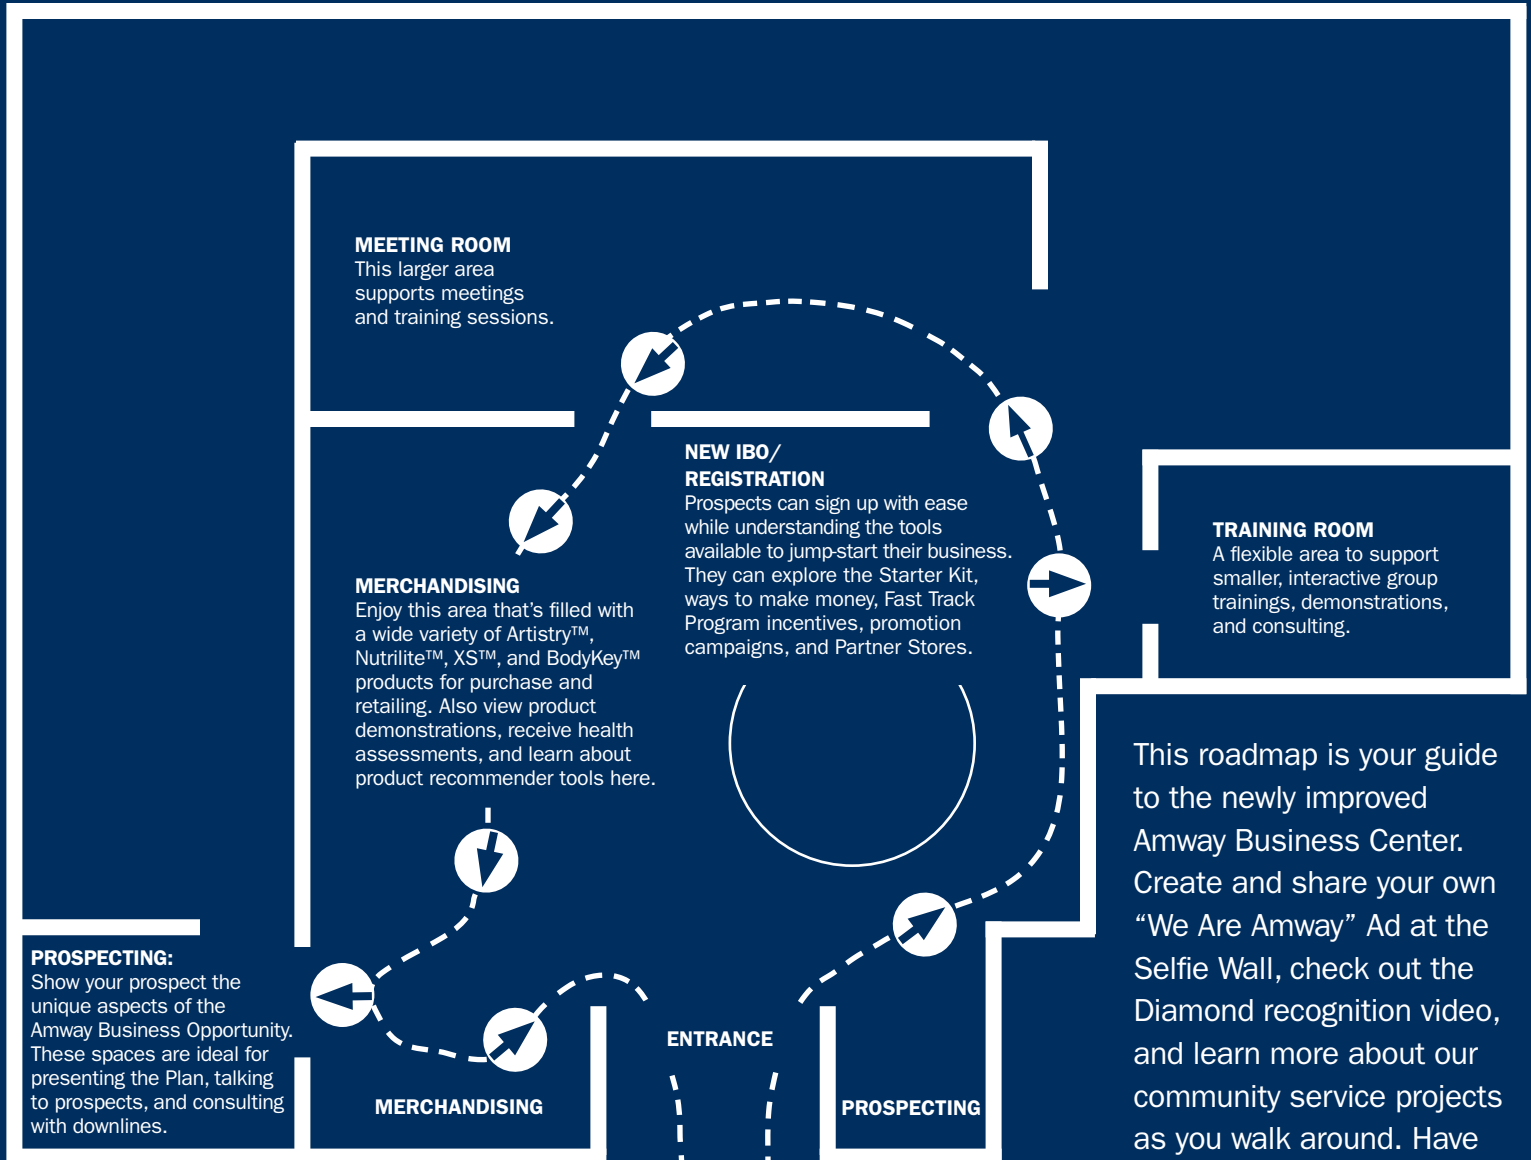 MEETING ROOM
This larger area
supports meetings
and training sessions.
NEW IBO/
REGISTRATION
Prospects can sign up with ease
while understanding the tools
available to jump-start their business.
They can explore the Starter Kit,
ways to make money, Fast Track
Program incentives, promotion
campaigns, and Partner Stores.
TRAINING ROOM
A flexible area to support
smaller, interactive group
trainings, demonstrations,
and consulting.
MERCHANDISING
Enjoy this area that’s filled with
a wide variety of Artistry™,
Nutrilite™, XS™, and BodyKey™
products for purchase and
retailing. Also view product
demonstrations, receive health
assessments, and learn about
product recommender tools here.
This roadmap is your guide
to the newly improved
Amway Business Center.
Create and share your own
“We Are Amway” Ad at the
Selfie Wall, check out the
Diamond recognition video,
and learn more about our
community service projects
as you walk around. Have
PROSPECTING:
Show your prospect the
unique aspects of the
Amway Business Opportunity.
These spaces are ideal for
presenting the Plan, talking
to prospects, and consulting
with downlines.
ENTRANCE
MERCHANDISING
PROSPECTING